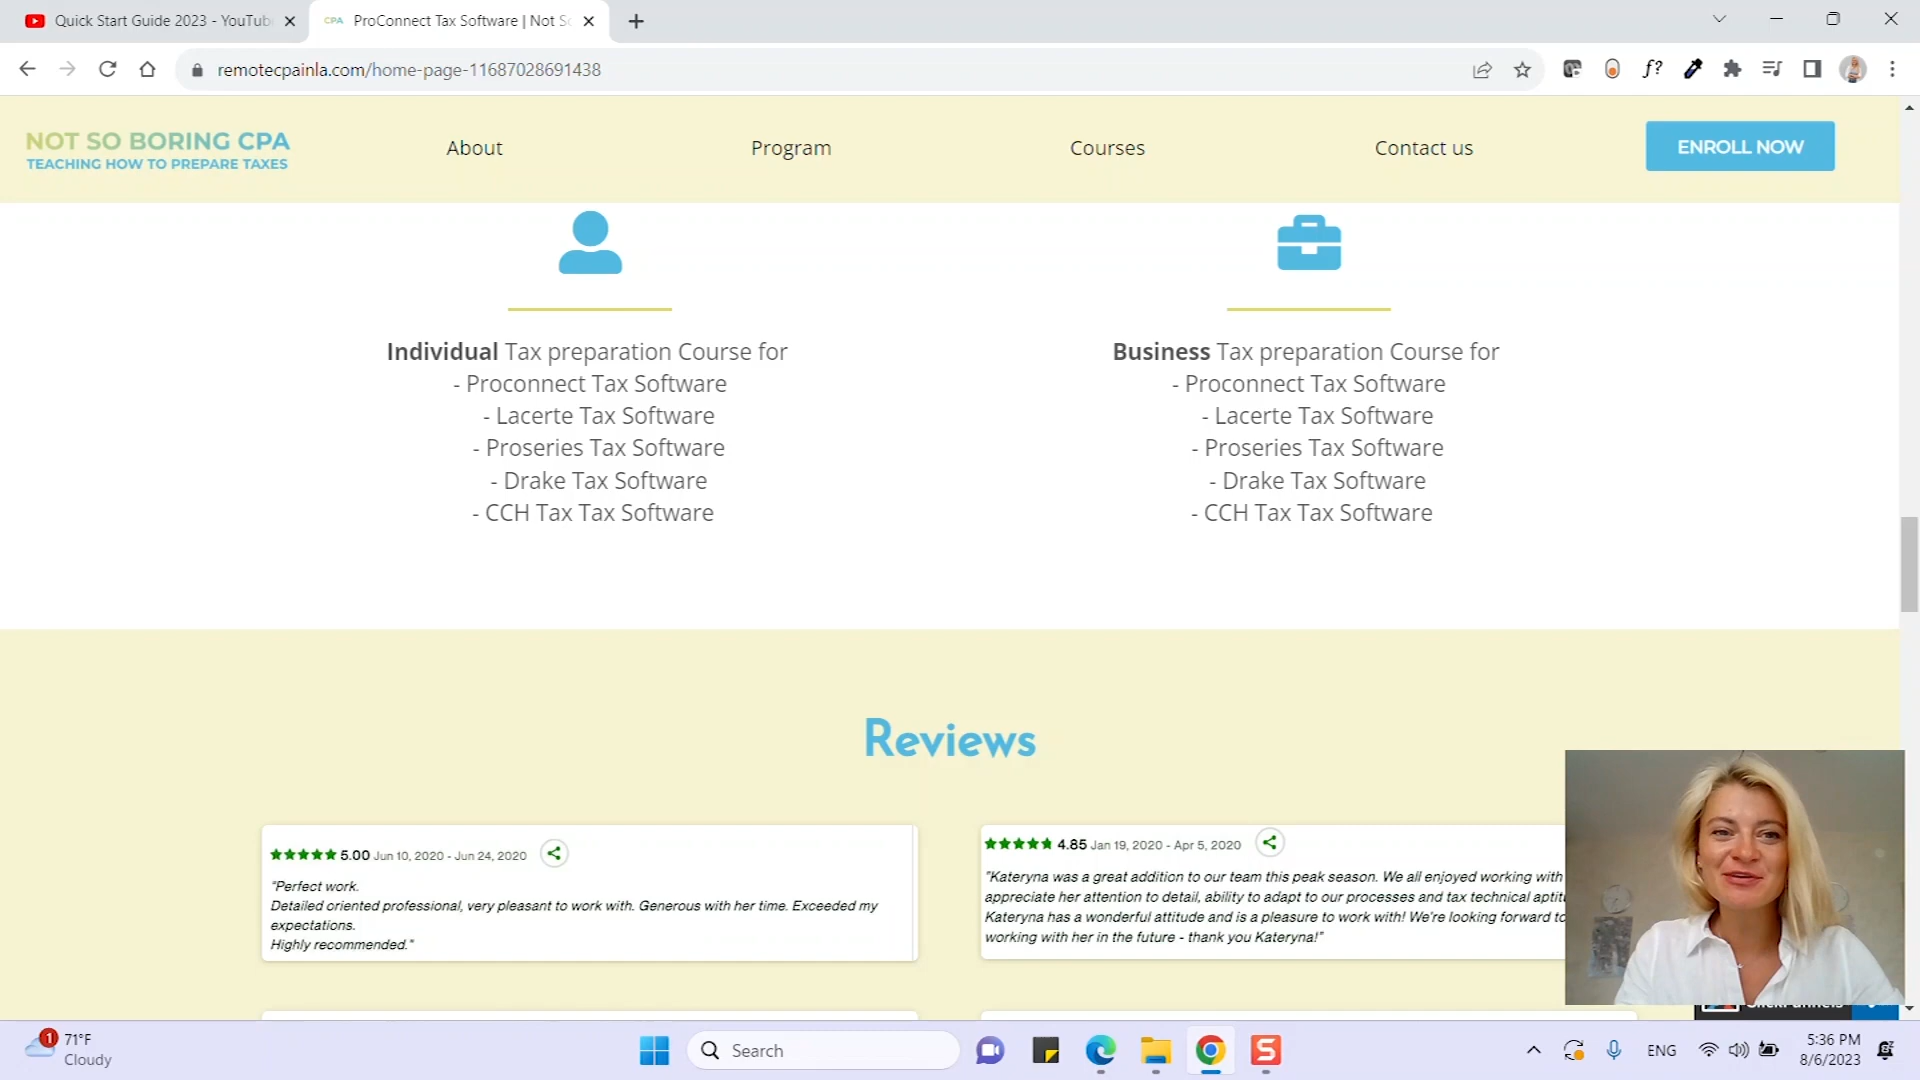 Quick Start Guide 2023 - YouTub
CPA ProConnect Tax Software | Not S
remotecpainla.com/home-page-11687028691438
f?
NOT SO BORING CPA
TEACHING HOW TO PREPARE TAXES
About
Program
Courses
Contact us
ENROLL NOW
Individual Tax preparation Course for
- Proconnect Tax Software
- Lacerte Tax Software
- Proseries Tax Software
- Drake Tax Software
- CCH Tax Tax Software
Business Tax preparation Course for
- Proconnect Tax Software
- Lacerte Tax Software
- Proseries Tax Software
- Drake Tax Software
- CCH Tax Tax Software
Reviews
5.00 Jun 10, 2020 - Jun 24, 2020
"Perfect work.
Detailed oriented professional, very pleasant to work with. Generous with her time. Exceeded my
expectations.
Highly recommended."
4.85 Jan 19, 2020 - Apr 5, 2020
"Kateryna was a great addition to our team this peak season. We all enjoyed working with
appreciate her attention to detail, ability to adapt to our processes and tax technical aptit
Kateryna has a wonderful attitude and is a pleasure to work with! We're looking forward to
working with her in the future - thank you Kateryna!"
1
71°F
Cloudy
Search
S
ENG
5:36 PM
8/6/2023